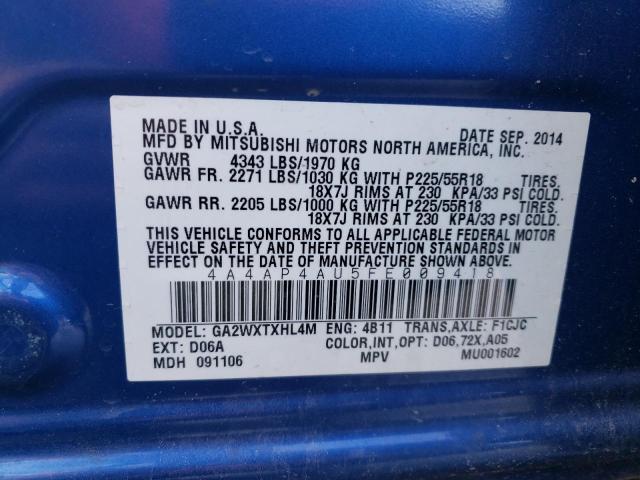 MADE IN U.S.A. DATE SEP. 2014
MFD BY MITSUBISHI MOTORS NORTH AMERICA, INC.
GVWR 4343 LBS/1970 KG
GAWR FR. 2271 LBS/1030 KG WITH P225/55R18 TIRES.
18X7J RIMS AT 230 KPA/33 PSI COLD.
GAWR RR. 2205 LBS/1000 KG WITH P225/55R18 TIRES.
18X7J RIMS AT 230 KPA/33 PSI COLD.
THIS VEHICLE CONFORMS TO ALL APPLICABLE FEDERAL MOTOR
VEHICLE SAFETY AND THEFT PREVENTION STANDARDS IN
EFFECT ON THE DATE OF MANUFACTURE SHOWN ABOVE.
4A4AP4AU5FE009418
MODEL: GA2WXTXHL4M ENG: 4B11 TRANS,AXLE: F1CJC
EXT: D06A COLOR,INT,OPT: D06,72X,A05
MDH 091106 MPV MU001602